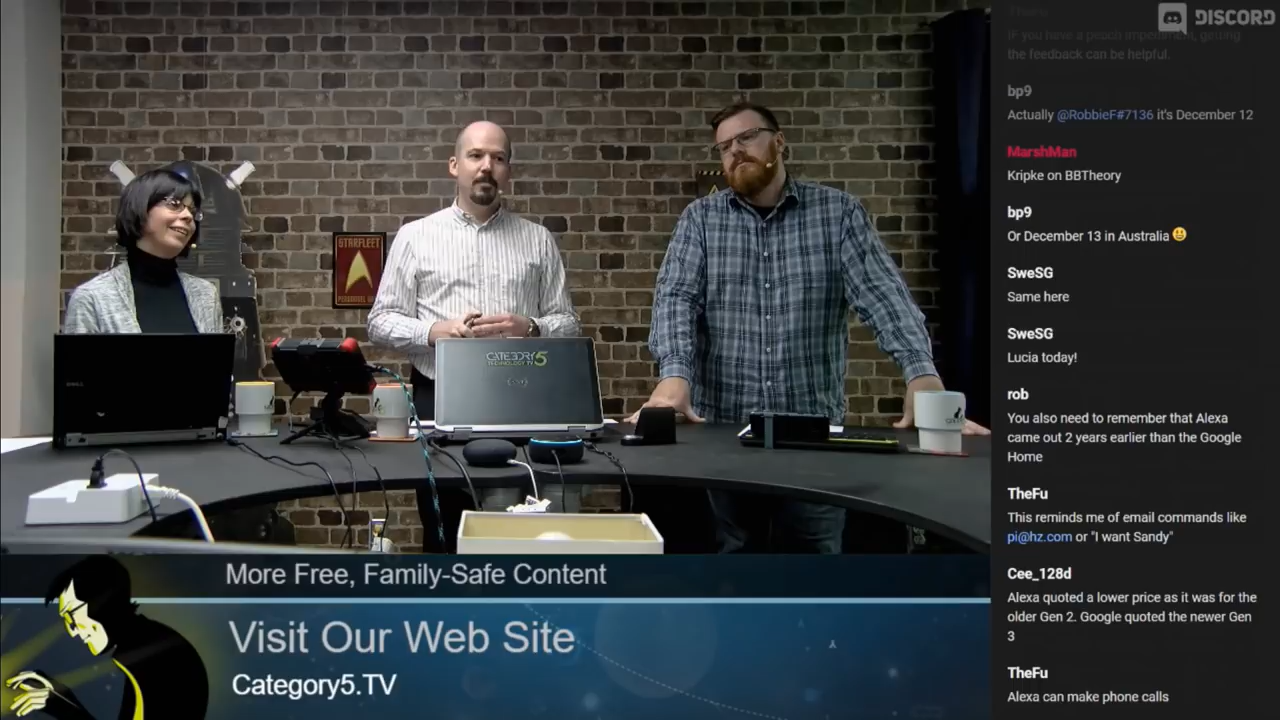 STARFLEET
CATEGORY5
TECHNOLOGY TV
DELL
More Free, Family-Safe Content
Visit Our Web Site
Category5.TV
DISCORD
IF you have a peach impediment, getting
the feedback can be helpful.
bp9
Actually @RobbieF#7136 it's December 12
MarshMan
Kripke on BBTheory
bp9
Or December 13 in Australia 😃
SweSG
Same here
SweSG
Lucia today!
rob
You also need to remember that Alexa
came out 2 years earlier than the Google
Home
TheFu
This reminds me of email commands like
pi@hz.com or "I want Sandy"
Cee_128d
Alexa quoted a lower price as it was for the
older Gen 2. Google quoted the newer Gen
3
TheFu
Alexa can make phone calls